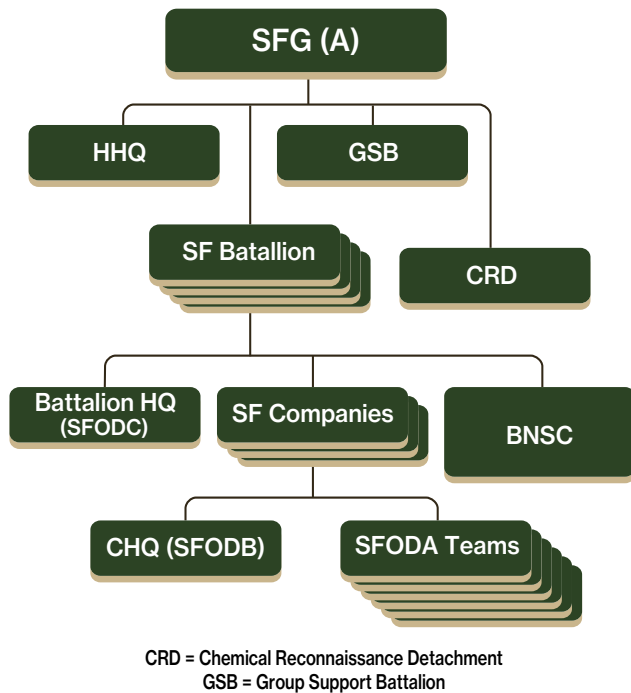 SFG (A)
HHQ
GSB
SF Batallion
CRD
Battalion HQ
(SFODC)
SF Companies
BNSC
CHQ (SFODB)
SFODA Teams
CRD = Chemical Reconnaissance Detachment
GSB = Group Support Battalion